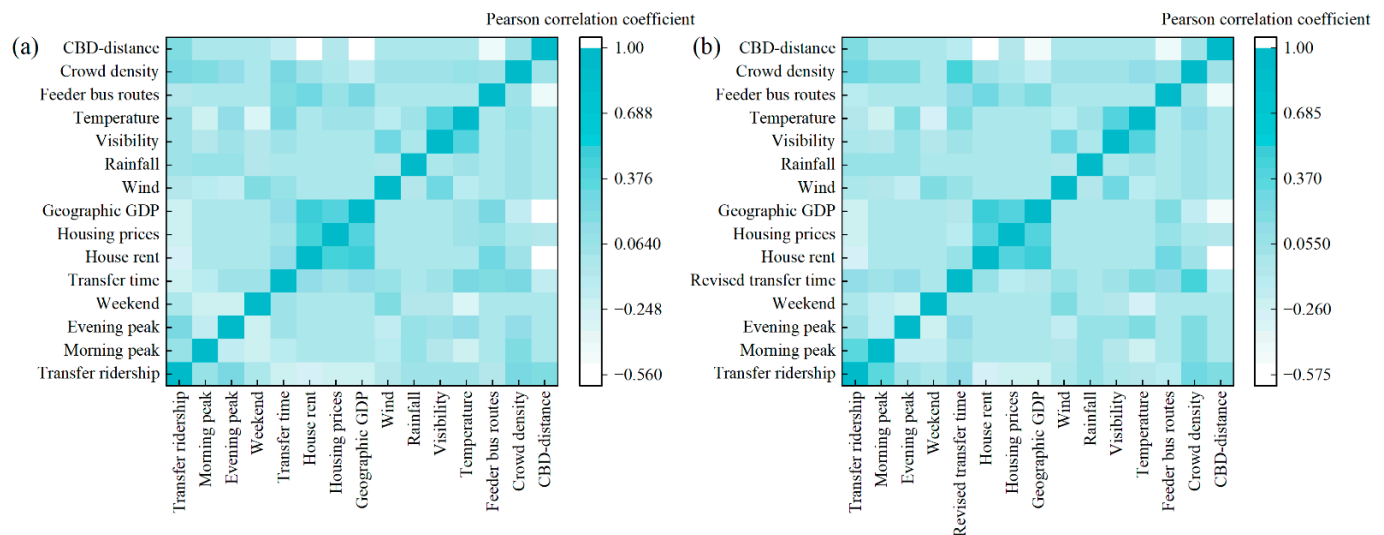 Pearson correlation coefficient
(a)
CBD-distance
Crowd density
Feeder bus routes
Temperature
Visibility
Rainfall
Wind
Geographic GDP
Housing prices
House rent
Transfer time
Weekend
Evening peak
Morning peak
Transfer ridership
Transfer ridership
Morning peak
Evening peak
Weekend
Transfer time
House rent
Housing prices
Geographic GDP
Wind
Rainfall
Visibility
Temperature
Feeder bus routes
Crowd density
CBD-distance
1.00
0.688
0.376
0.0640
−0.248
−0.560
Pearson correlation coefficient
(b)
CBD-distance
Crowd density
Feeder bus routes
Temperature
Visibility
Rainfall
Wind
Geographic GDP
Housing prices
House rent
Revised transfer time
Weekend
Evening peak
Morning peak
Transfer ridership
Transfer ridership
Morning peak
Evening peak
Weekend
Revised transfer time
House rent
Housing prices
Geographic GDP
Wind
Rainfall
Visibility
Temperature
Feeder bus routes
Crowd density
CBD-distance
1.00
0.685
0.370
0.0550
−0.260
−0.575